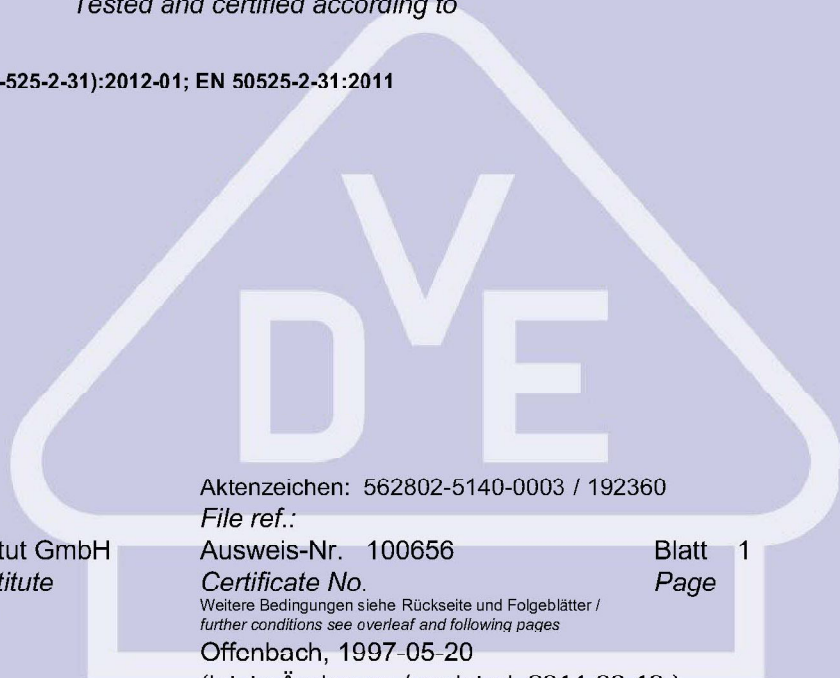 Tested and certified according to
-525-2-31):2012-01; EN 50525-2-31:2011
VDE
Aktenzeichen: 562802-5140-0003 / 192360
File ref.:
tut GmbH Ausweis-Nr. 100656 Blatt 1
titute Certificate No. Page
Weitere Bedingungen siehe Rückseite und Folgeblätter /
further conditions see overleaf and following pages
Offenbach, 1997-05-20